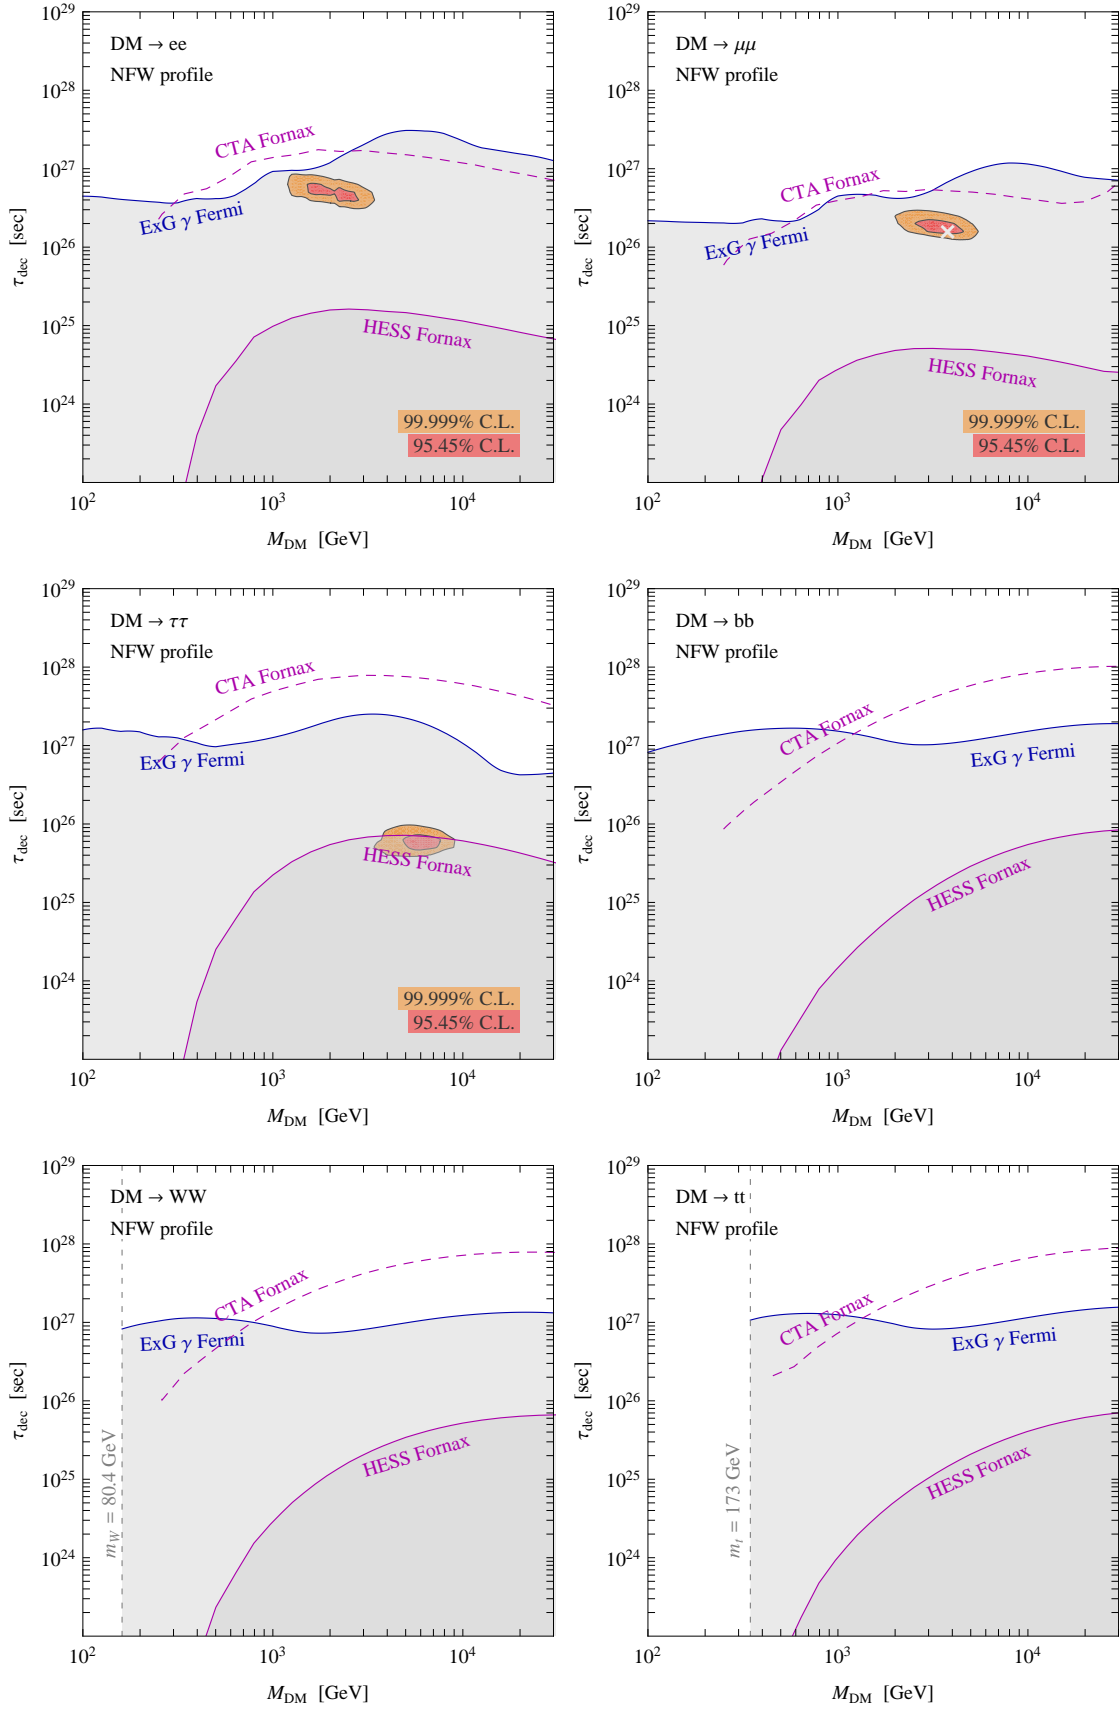 10^29
10^28
10^27
10^26
10^25
10^24
τ_dec [sec]
DM → ee
NFW profile
CTA Fornax
ExG γ Fermi
HESS Fornax
99.999% C.L.
95.45% C.L.
10^2
10^3
10^4
M_DM [GeV]
10^29
10^28
10^27
10^26
10^25
10^24
τ_dec [sec]
DM → μμ
NFW profile
CTA Fornax
ExG γ Fermi
HESS Fornax
99.999% C.L.
95.45% C.L.
10^2
10^3
10^4
M_DM [GeV]
10^29
10^28
10^27
10^26
10^25
10^24
τ_dec [sec]
DM → ττ
NFW profile
CTA Fornax
ExG γ Fermi
HESS Fornax
99.999% C.L.
95.45% C.L.
10^2
10^3
10^4
M_DM [GeV]
10^29
10^28
10^27
10^26
10^25
10^24
τ_dec [sec]
DM → bb
NFW profile
CTA Fornax
ExG γ Fermi
HESS Fornax
10^2
10^3
10^4
M_DM [GeV]
10^29
10^28
10^27
10^26
10^25
10^24
τ_dec [sec]
DM → WW
NFW profile
CTA Fornax
ExG γ Fermi
HESS Fornax
m_W = 80.4 GeV
10^2
10^3
10^4
M_DM [GeV]
10^29
10^28
10^27
10^26
10^25
10^24
τ_dec [sec]
DM → tt
NFW profile
CTA Fornax
ExG γ Fermi
HESS Fornax
m_t = 173 GeV
10^2
10^3
10^4
M_DM [GeV]